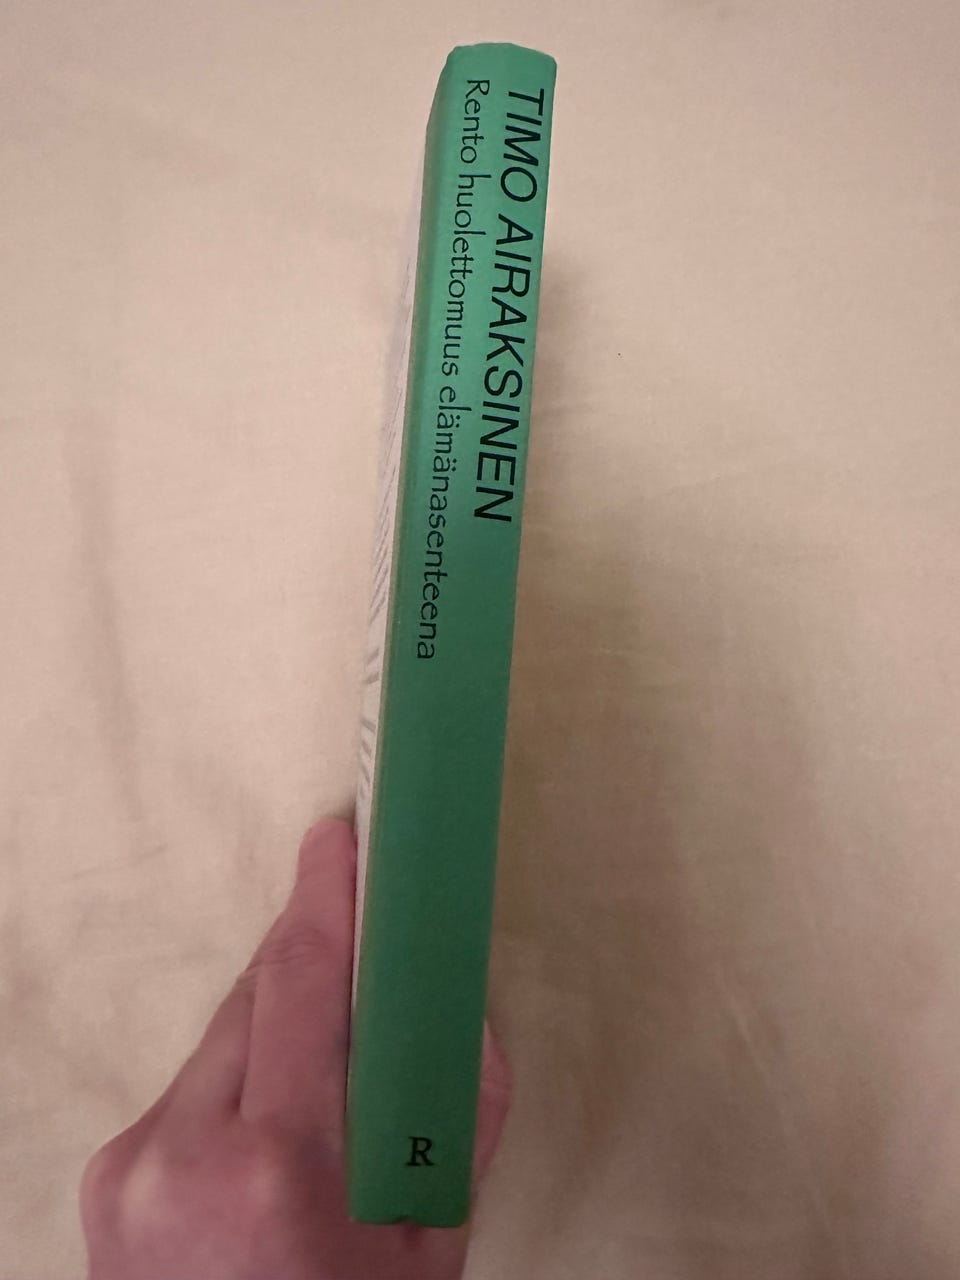 TIMO AIRAKSINEN
Rento huolettomuus elämänasenteena
R